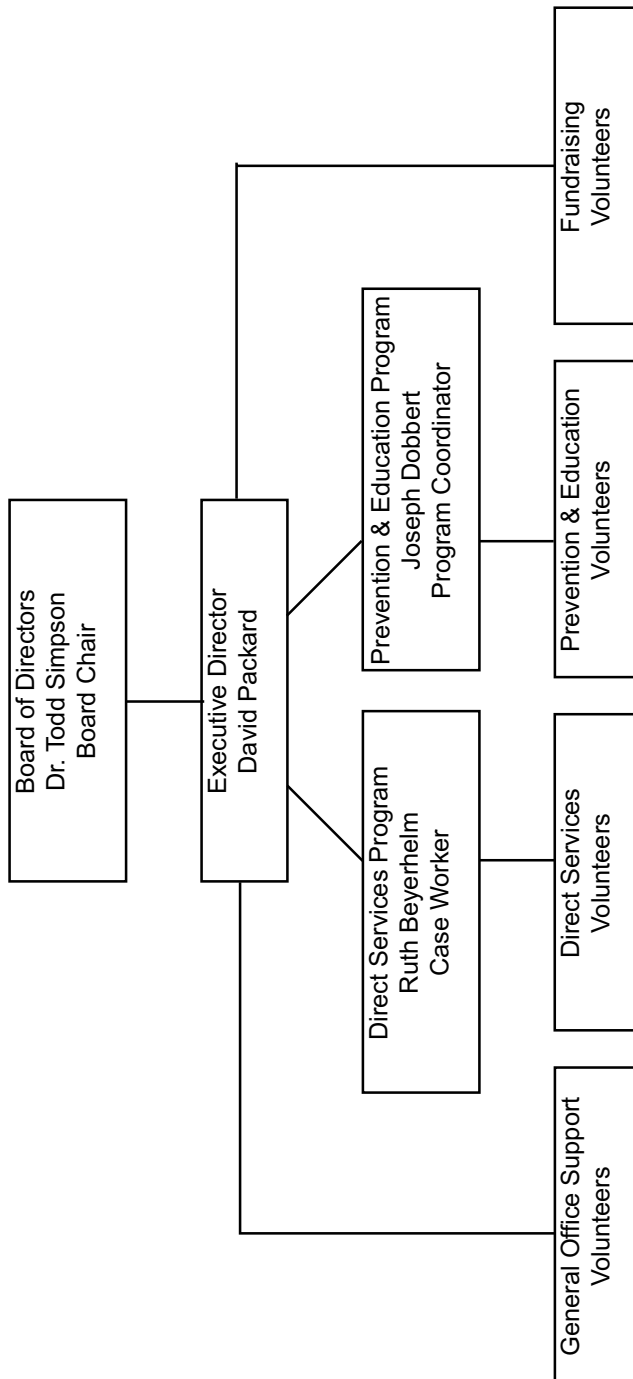 Board of Directors
Dr. Todd Simpson
Board Chair
Executive Director
David Packard
Direct Services Program
Ruth Beyerhelm
Case Worker
Prevention & Education Program
Joseph Dobbert
Program Coordinator
General Office Support
Volunteers
Direct Services
Volunteers
Prevention & Education
Volunteers
Fundraising
Volunteers